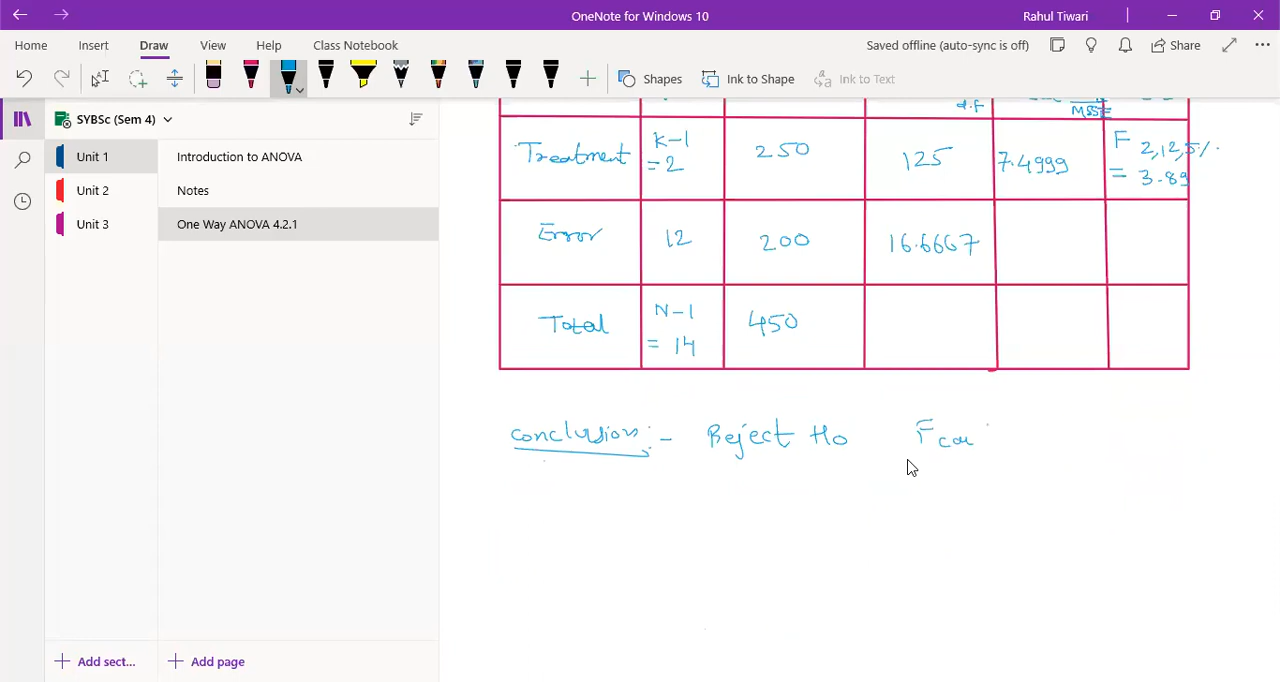 OneNote for Windows 10
Rahul Tiwari
Home Insert Draw View Help Class Notebook
Saved offline (auto-sync is off)
Share
Shapes
Ink to Shape
Ink to Text
SYBSc (Sem 4)
Unit 1
Unit 2
Unit 3
Introduction to ANOVA
Notes
One Way ANOVA 4.2.1
Add sect...
Add page
d.F
MSSE
Treatment K-1 250 125 7.4999 F 2,12,5%.
= 2 = 3.89
Error 12 200 16.6667
Total N-1 450
= 14
conclusion:- Reject Ho F cal